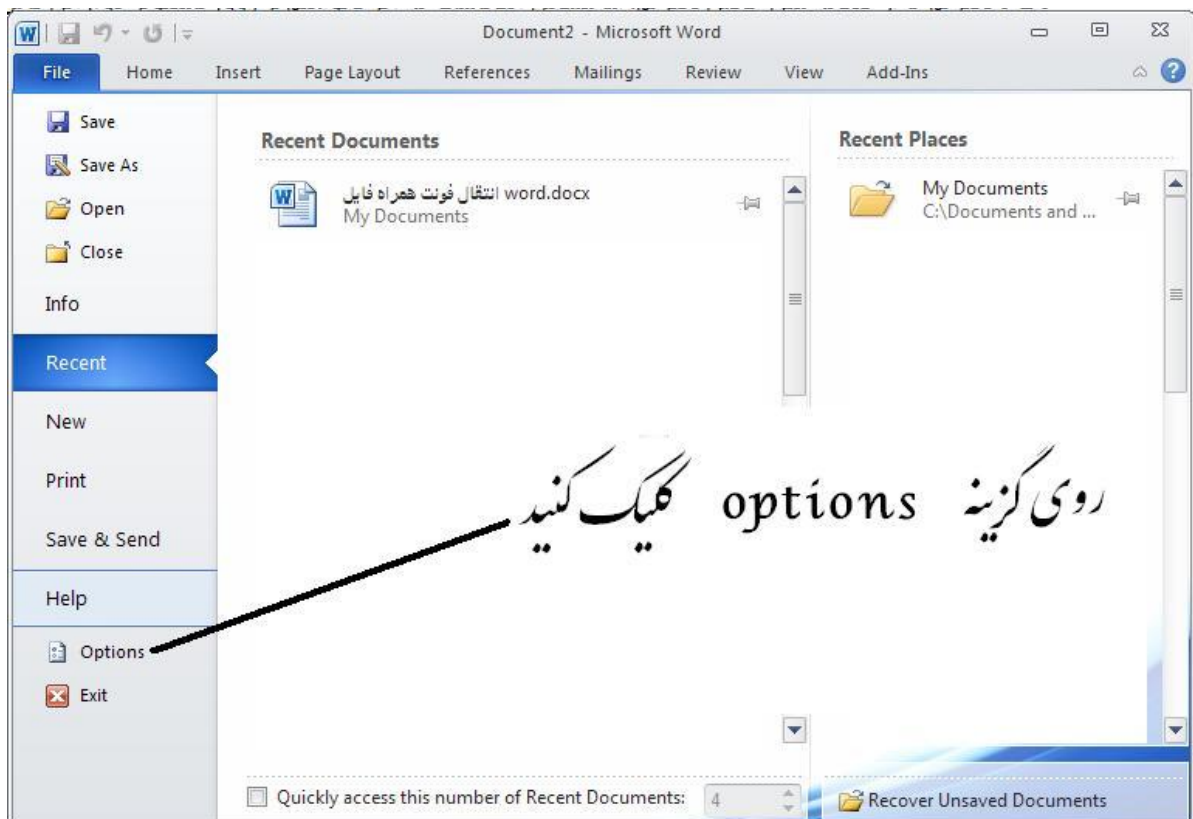 Document2 - Microsoft Word
File Home Insert Page Layout References Mailings Review View Add-Ins
Save
Save As
Open
Close
Info
Recent
New
Print
Save & Send
Help
Options
Exit
Recent Documents
انتقال فونت همراه فایل word.docx
My Documents
روی گزینه options کلیک کنید
Quickly access this number of Recent Documents: 4
Recent Places
My Documents
C:\Documents and ...
Recover Unsaved Documents